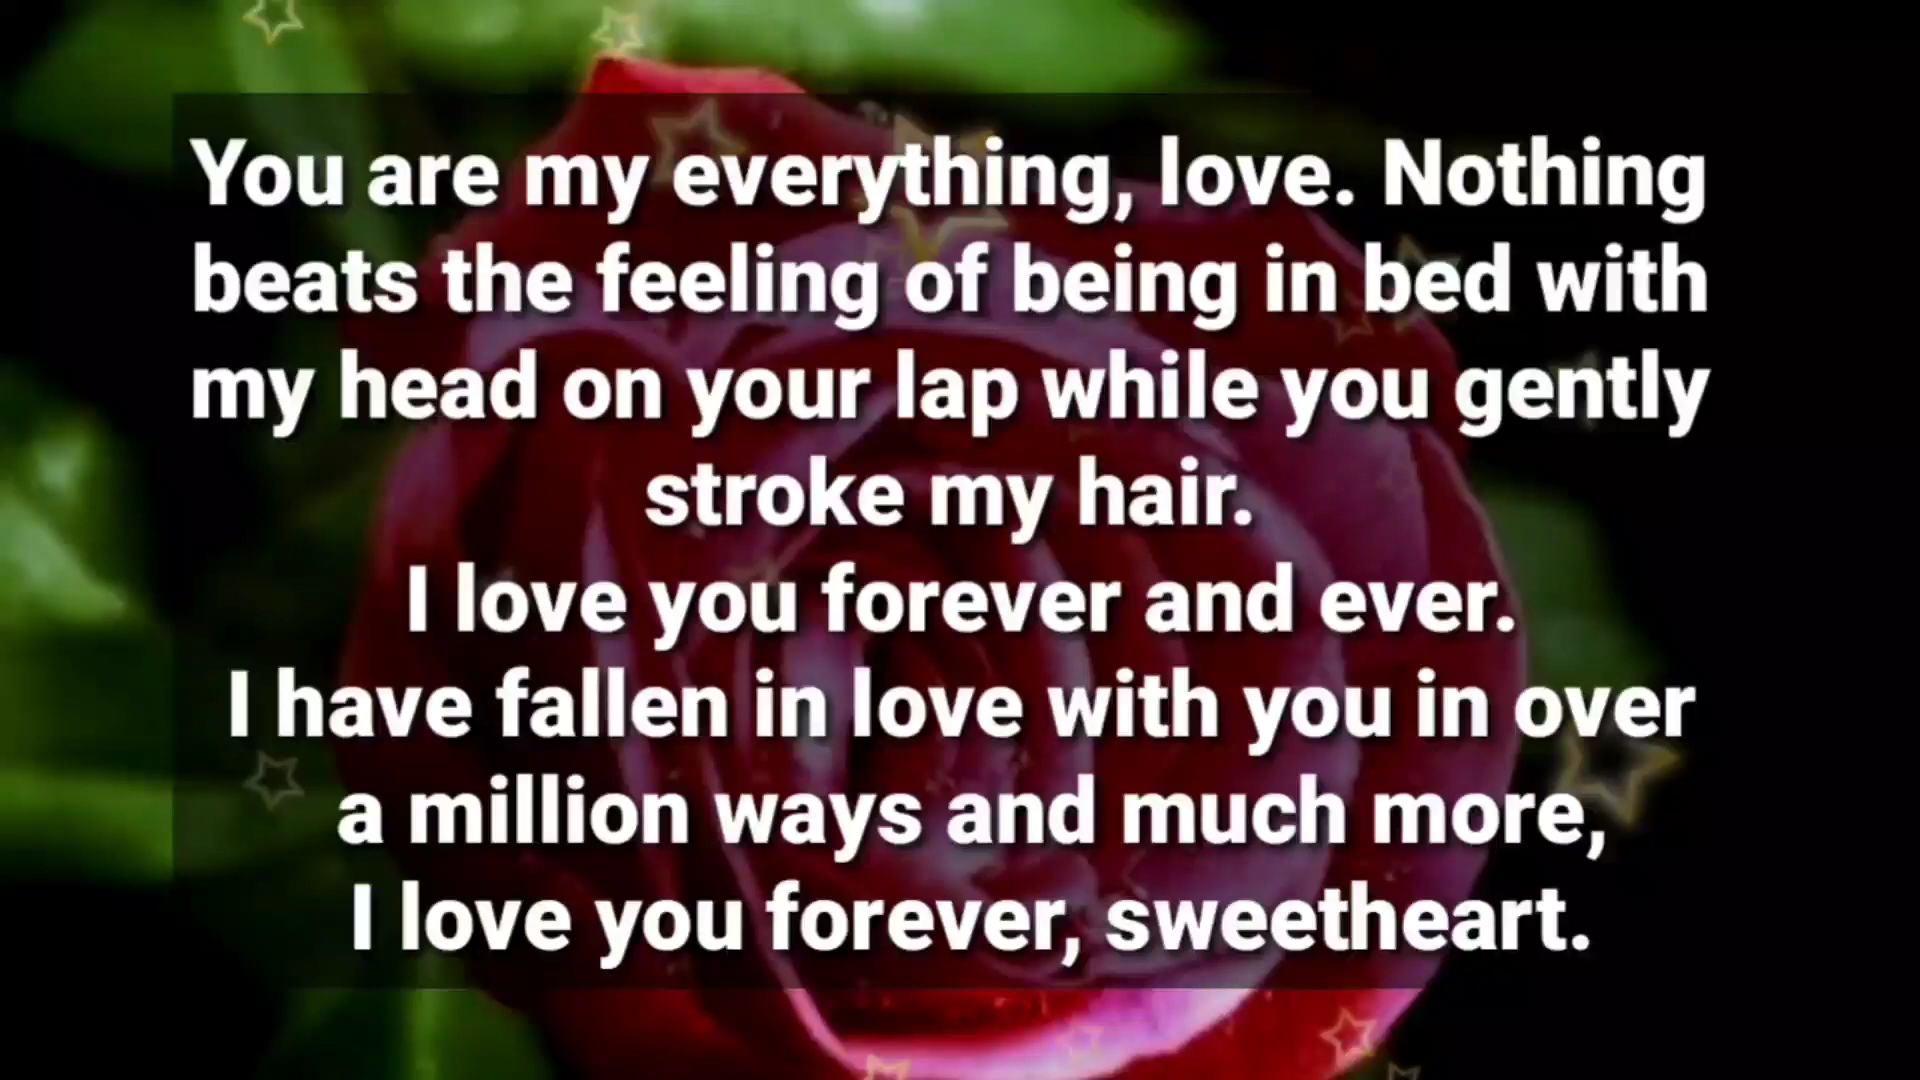 You are my everything, love. Nothing
beats the feeling of being in bed with
my head on your lap while you gently
stroke my hair.
I love you forever and ever.
I have fallen in love with you in over
a million ways and much more,
I love you forever, sweetheart.